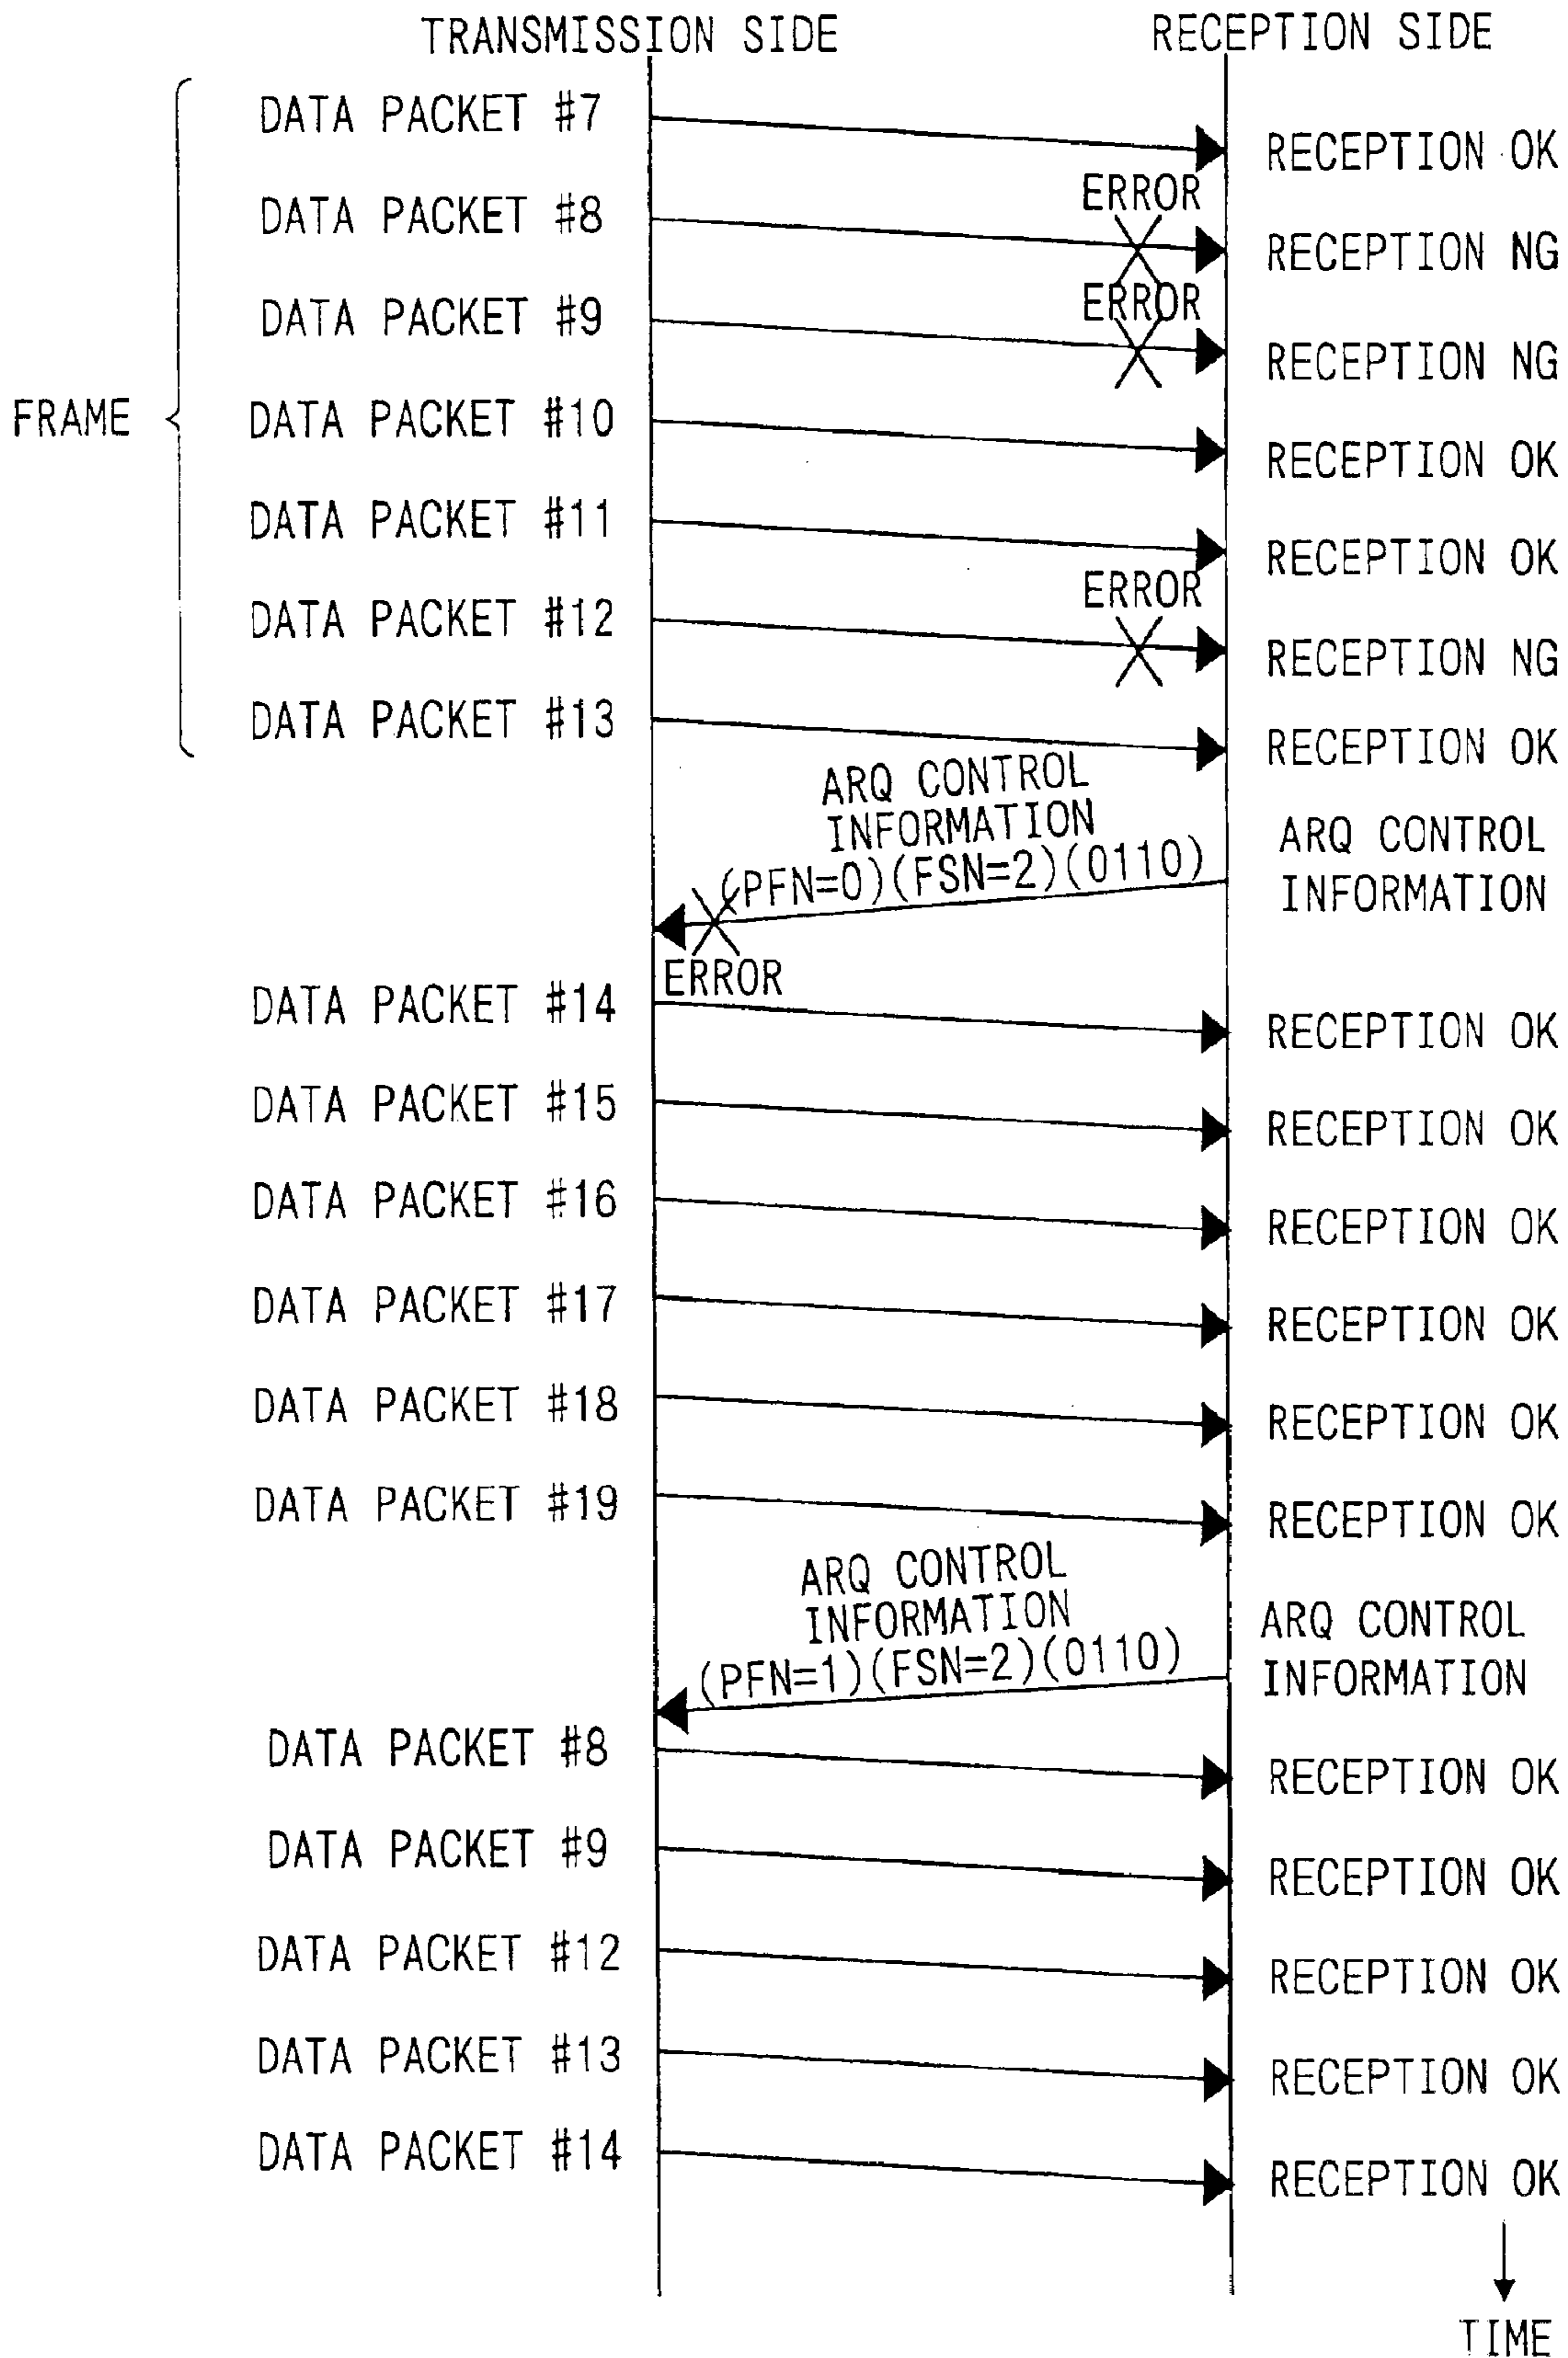 TRANSMISSION SIDE RECEPTION SIDE
DATA PACKET #7 RECEPTION OK
ERROR
DATA PACKET #8 RECEPTION NG
ERROR
DATA PACKET #9 RECEPTION NG
FRAME DATA PACKET #10 RECEPTION OK
DATA PACKET #11 RECEPTION OK
ERROR
DATA PACKET #12 RECEPTION NG
DATA PACKET #13 RECEPTION OK
ARQ CONTROL
INFORMATION
(PFN=0)(FSN=2)(0110)
ARQ CONTROL
INFORMATION
ERROR
DATA PACKET #14 RECEPTION OK
DATA PACKET #15 RECEPTION OK
DATA PACKET #16 RECEPTION OK
DATA PACKET #17 RECEPTION OK
DATA PACKET #18 RECEPTION OK
DATA PACKET #19 RECEPTION OK
ARQ CONTROL
INFORMATION
(PFN=1)(FSN=2)(0110)
ARQ CONTROL
INFORMATION
DATA PACKET #8 RECEPTION OK
DATA PACKET #9 RECEPTION OK
DATA PACKET #12 RECEPTION OK
DATA PACKET #13 RECEPTION OK
DATA PACKET #14 RECEPTION OK
TIME